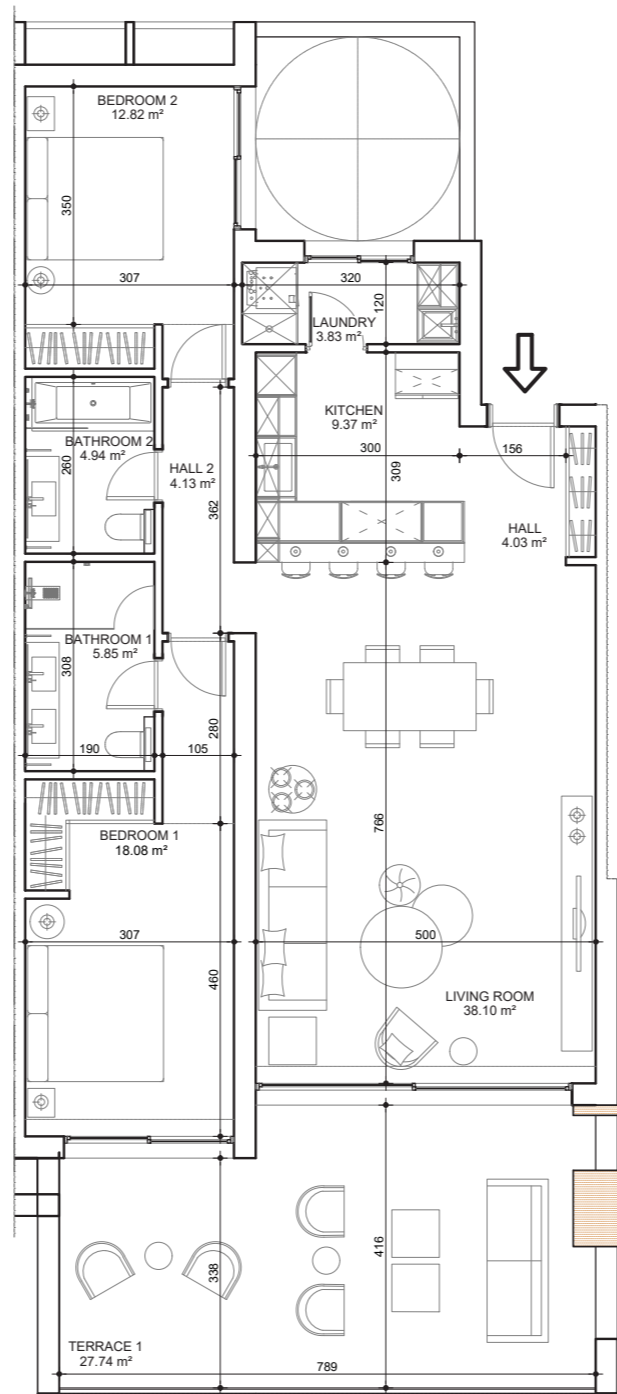 BEDROOM 2
12.82 m²
350
307
320
120
LAUNDRY
3.83 m²
KITCHEN
9.37 m²
300
156
309
BATHROOM 2
4.94 m²
260
HALL 2
4.13 m²
362
HALL
4.03 m²
BATHROOM 1
5.85 m²
308
190
105
280
BEDROOM 1
18.08 m²
766
307
500
460
LIVING ROOM
38.10 m²
416
338
TERRACE 1
27.74 m²
789